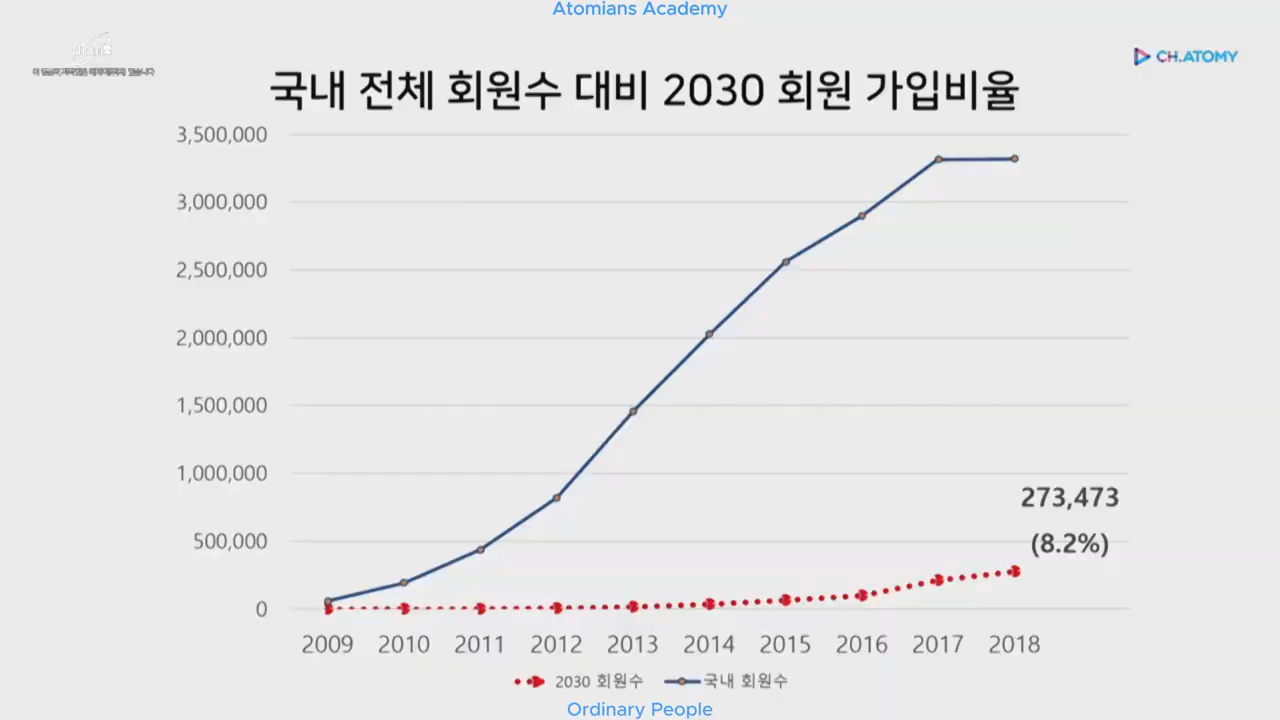 Atomians Academy
CH.ATOMY
국내 전체 회원수 대비 2030 회원 가입비율
3,500,000
3,000,000
2,500,000
2,000,000
1,500,000
1,000,000
500,000
0
273,473
(8.2%)
2009 2010 2011 2012 2013 2014 2015 2016 2017 2018
2030 회원수 국내 회원수
Ordinary People